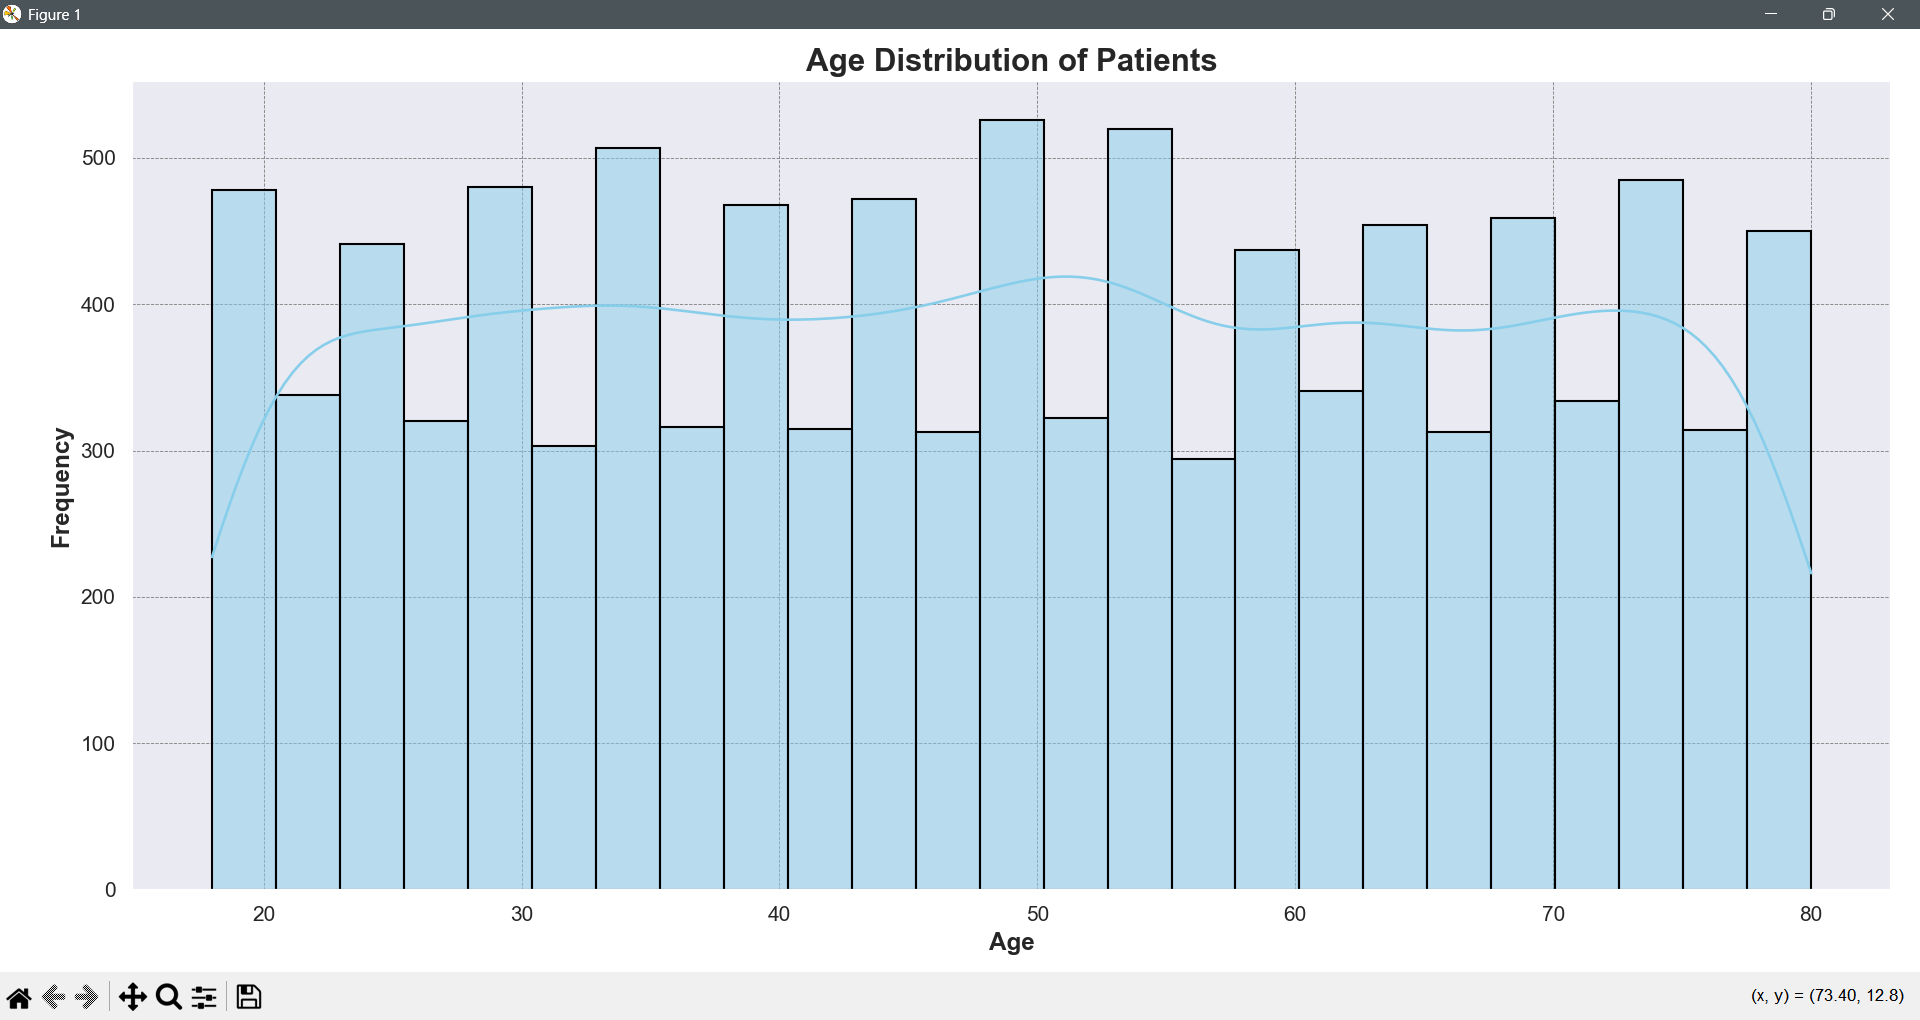 Figure 1
Age Distribution of Patients
500
400
300
200
100
0
Frequency
20 30 40 50 60 70 80
Age
(x, y) = (73.40, 12.8)